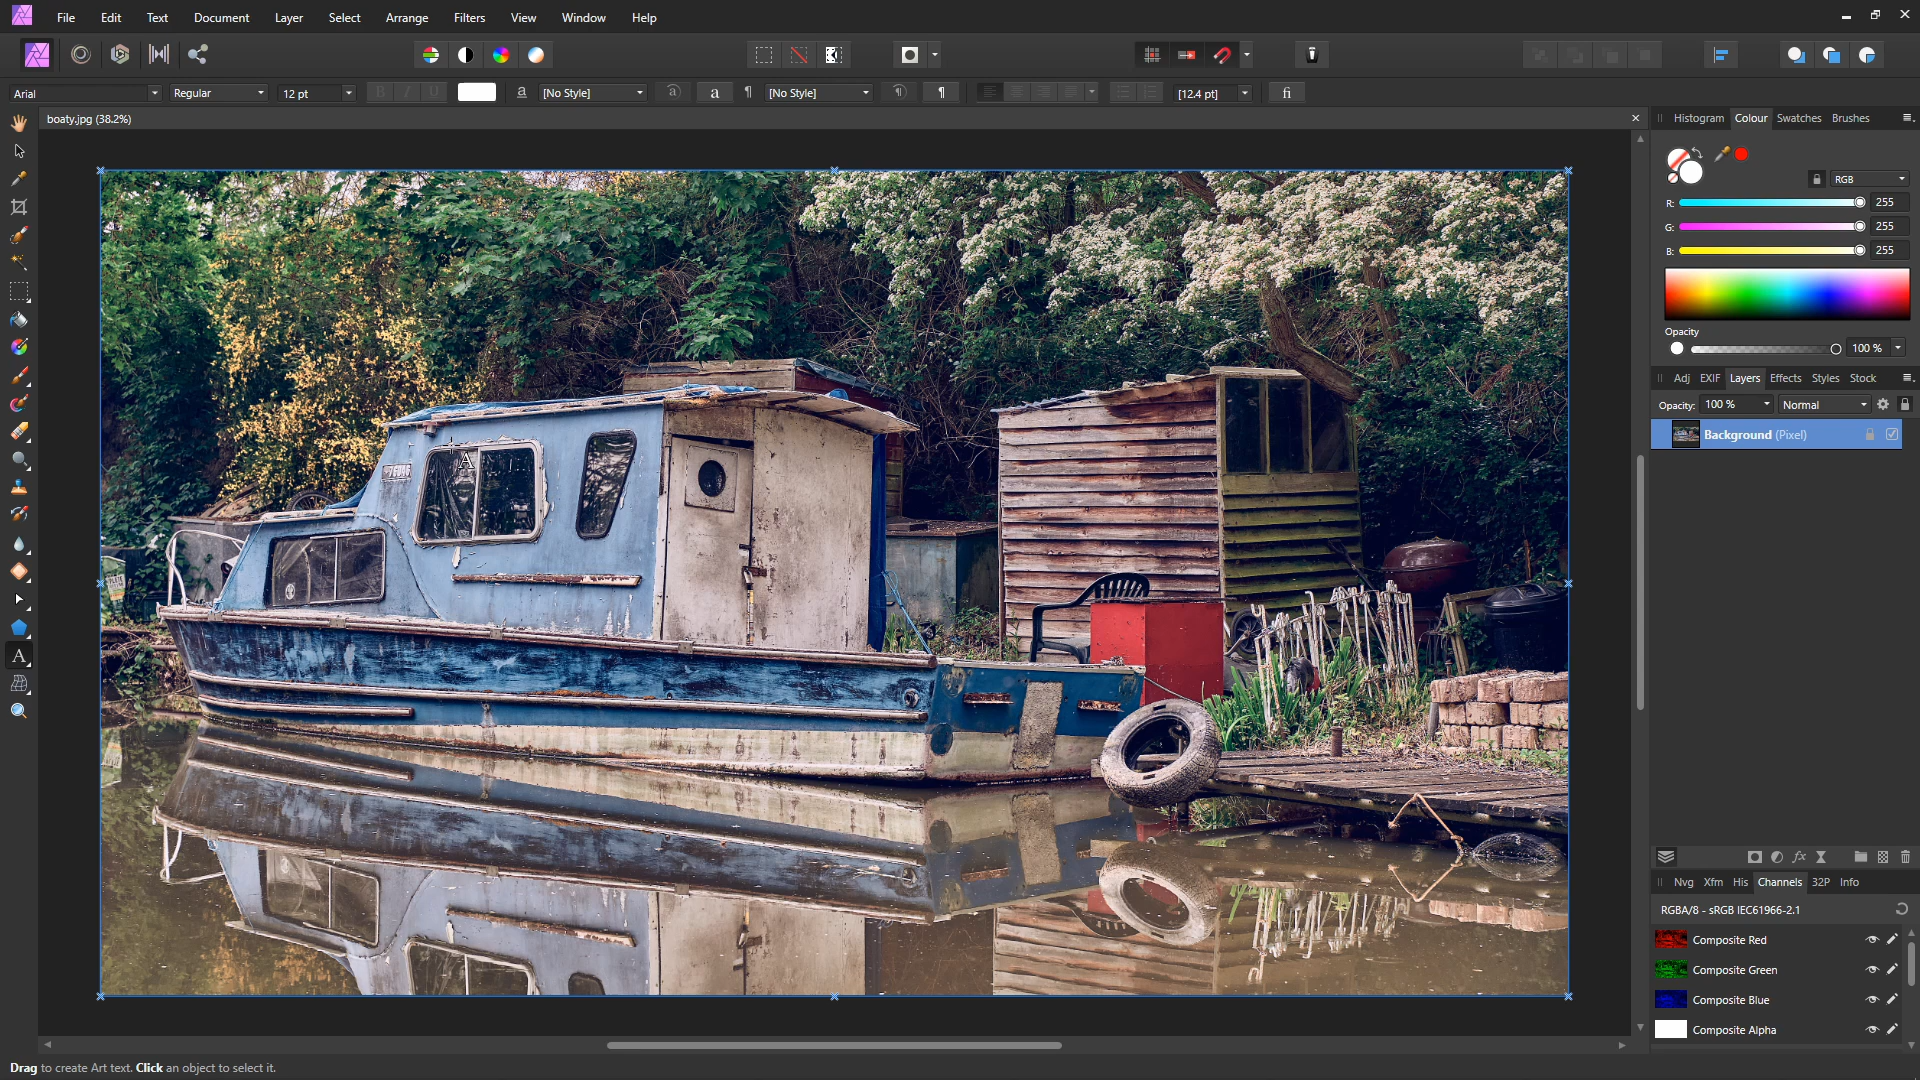 File Edit Text Document Layer Select Arrange Filters View Window Help
Arial Regular 12 pt B I U a [No Style] a a ¶ [No Style] ¶ ¶ [12.4 pt] fi
boaty.jpg (38.2%)
Histogram Colour Swatches Brushes
RGB
R: 255
G: 255
B: 255
Opacity
100 %
Adj EXIF Layers Effects Styles Stock
Opacity: 100 % Normal
Background (Pixel)
A
A
fx
Nvg Xfm His Channels 32P Info
RGBA/8 - sRGB IEC61966-2.1
Composite Red
Composite Green
Composite Blue
Composite Alpha
Drag to create Art text. Click an object to select it.